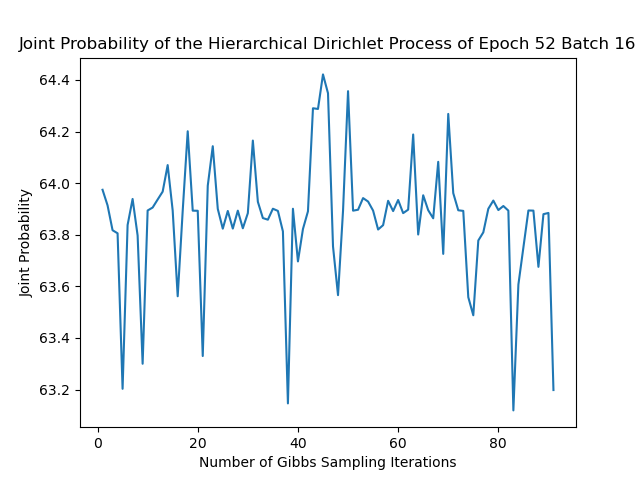 Joint Probability of the Hierarchical Dirichlet Process of Epoch 52 Batch 16
64.4
64.2
64.0
63.8
63.6
63.4
63.2
Joint Probability
0 20 40 60 80
Number of Gibbs Sampling Iterations